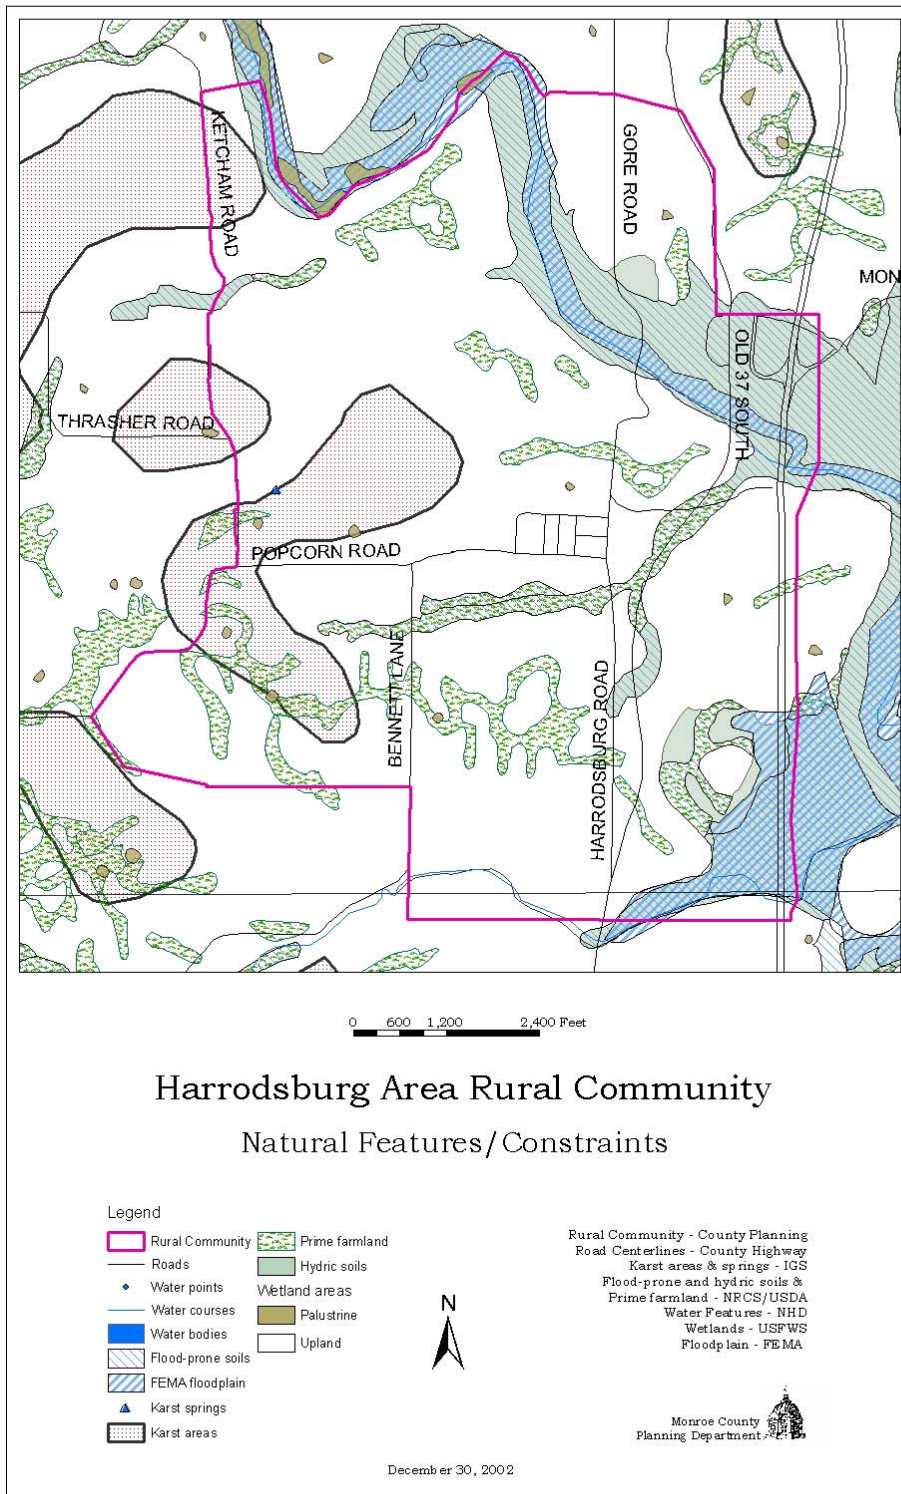 KETCHAM ROAD
GORE ROAD
MON
OLD 37 SOUTH
THRASHER ROAD
POPCORN ROAD
BENNETT LANE
HARRODSBURG ROAD
0 600 1,200 2,400 Feet
Harrodsburg Area Rural Community
Natural Features/Constraints
Legend
Rural Community
Roads
Water points
Water courses
Water bodies
Flood-prone soils
FEMA floodplain
Karst springs
Karst areas
Prime farmland
Hydric soils
Wetland areas
Palustrine
Upland
N
Rural Community - County Planning
Road Centerlines - County Highway
Karst areas & springs - IGS
Flood-prone and hydric soils &
Prime farmland - NRCS/USDA
Water Features - NHD
Wetlands - USFWS
Floodplain - FEMA
Monroe County
Planning Department
December 30, 2002